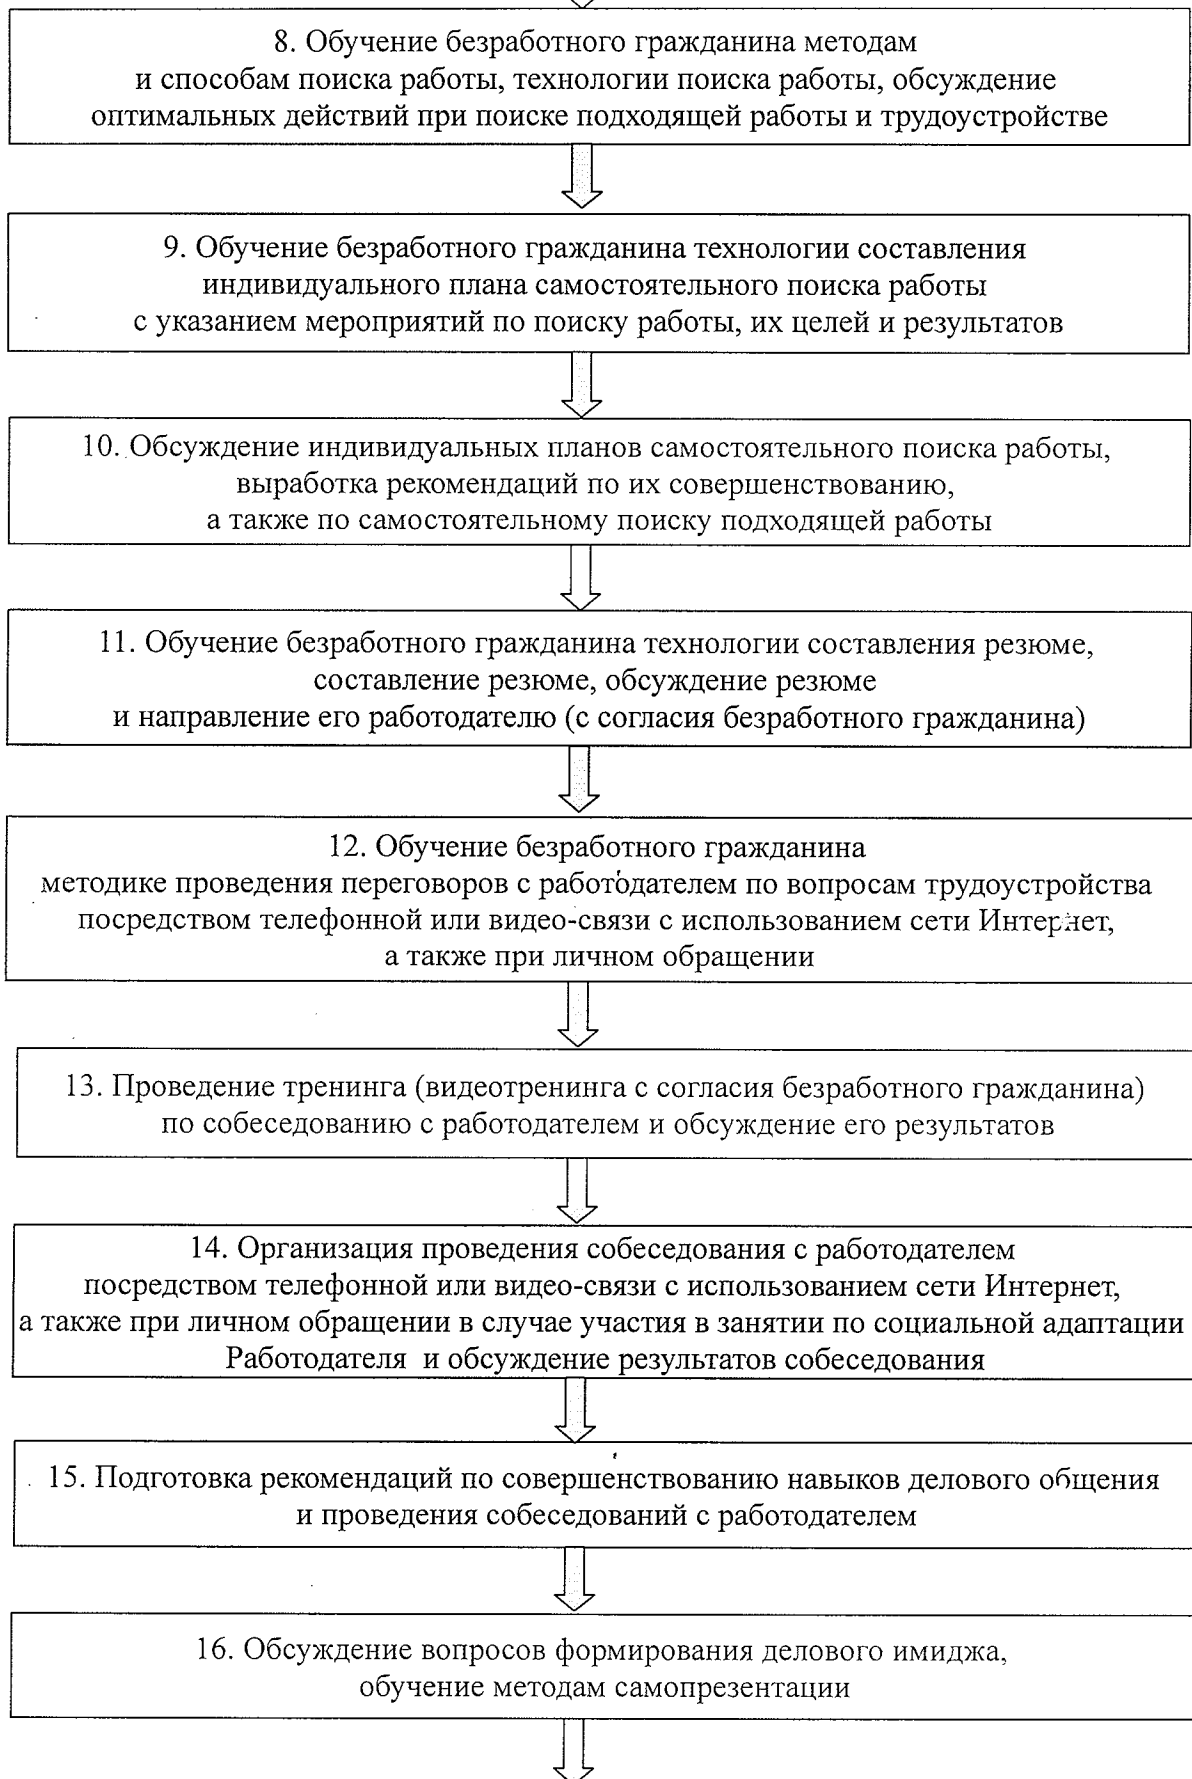 8. Обучение безработного гражданина методам
и способам поиска работы, технологии поиска работы, обсуждение
оптимальных действий при поиске подходящей работы и трудоустройстве
9. Обучение безработного гражданина технологии составления
индивидуального плана самостоятельного поиска работы
с указанием мероприятий по поиску работы, их целей и результатов
10. Обсуждение индивидуальных планов самостоятельного поиска работы,
выработка рекомендаций по их совершенствованию,
а также по самостоятельному поиску подходящей работы
11. Обучение безработного гражданина технологии составления резюме,
составление резюме, обсуждение резюме
и направление его работодателю (с согласия безработного гражданина)
12. Обучение безработного гражданина
методике проведения переговоров с работодателем по вопросам трудоустройства
посредством телефонной или видео-связи с использованием сети Интернет,
а также при личном обращении
13. Проведение тренинга (видеотренинга с согласия безработного гражданина)
по собеседованию с работодателем и обсуждение его результатов
14. Организация проведения собеседования с работодателем
посредством телефонной или видео-связи с использованием сети Интернет,
а также при личном обращении в случае участия в занятии по социальной адаптации
Работодателя и обсуждение результатов собеседования
15. Подготовка рекомендаций по совершенствованию навыков делового общения
и проведения собеседований с работодателем
16. Обсуждение вопросов формирования делового имиджа,
обучение методам самопрезентации